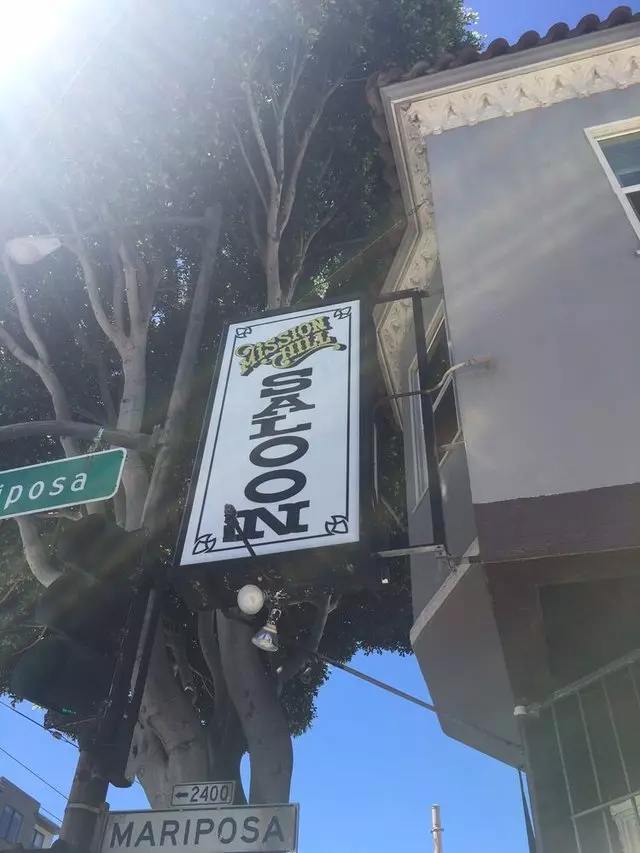 MISSION
HILL
SALOON
iposa
←2400
MARIPOSA